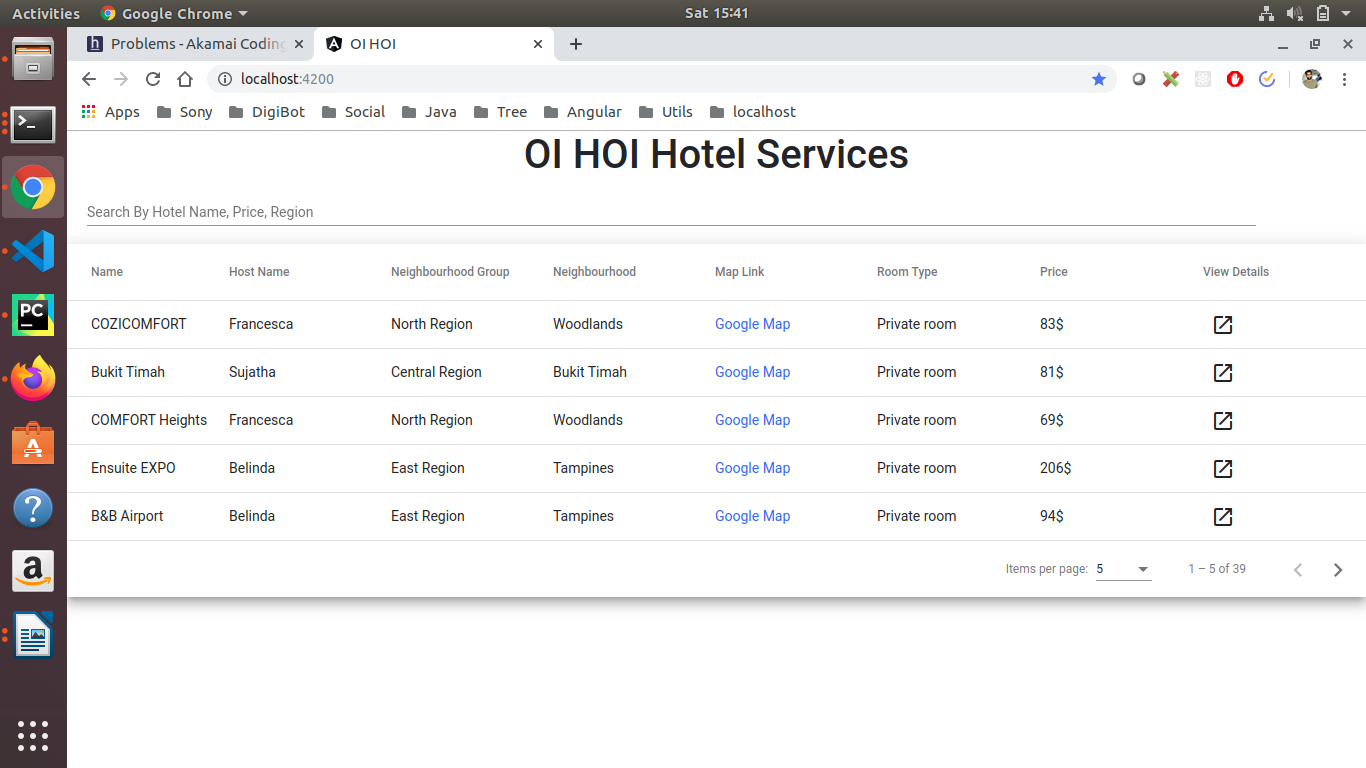 Activities Google Chrome Sat 15:41
Problems - Akamai Coding OI HOI
localhost:4200
Apps Sony DigiBot Social Java Tree Angular Utils localhost
OI HOI Hotel Services
Search By Hotel Name, Price, Region
Name Host Name Neighbourhood Group Neighbourhood Map Link Room Type Price View Details
COZICOMFORT Francesca North Region Woodlands Google Map Private room 83$
Bukit Timah Sujatha Central Region Bukit Timah Google Map Private room 81$
COMFORT Heights Francesca North Region Woodlands Google Map Private room 69$
Ensuite EXPO Belinda East Region Tampines Google Map Private room 206$
B&B Airport Belinda East Region Tampines Google Map Private room 94$
Items per page: 5 1 – 5 of 39